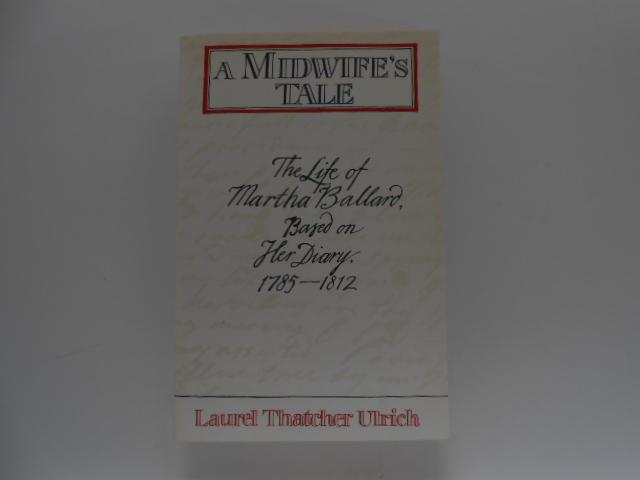 A MIDWIFE'S
TALE
The Life of
Martha Ballard,
Based on
Her Diary,
1785—1812
Laurel Thatcher Ulrich